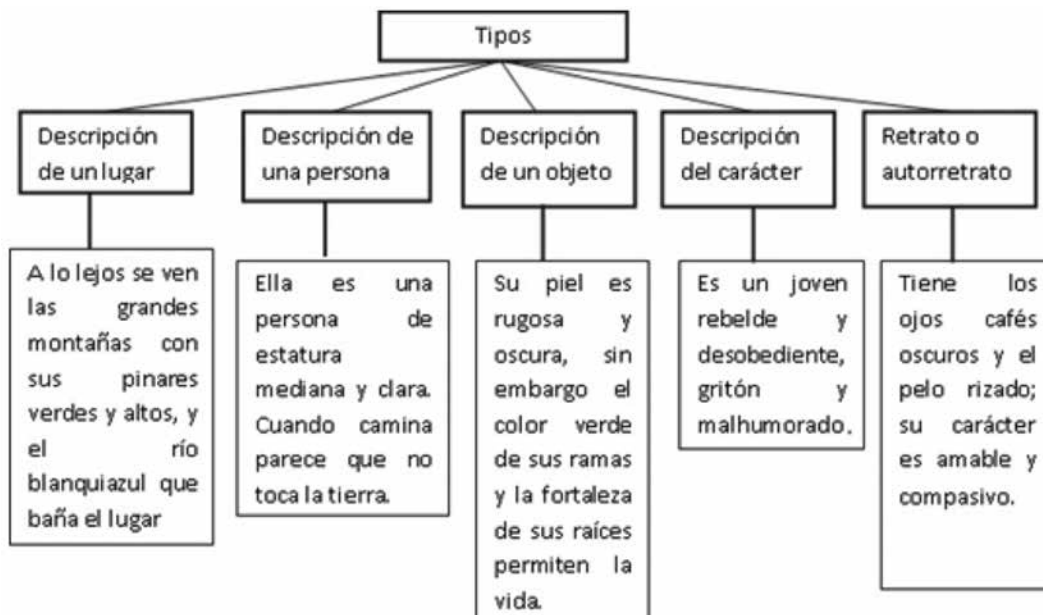 Tipos
Descripción
de un lugar
A lo lejos se ven
las grandes
montañas con
sus pinares
verdes y altos, y
el río
blanquiazul que
baña el lugar
Descripción de
una persona
Ella es una
persona de
estatura
mediana y clara.
Cuando camina
parece que no
toca la tierra.
Descripción
de un objeto
Su piel es
rugosa y
oscura, sin
embargo el
color verde
de sus ramas
y la fortaleza
de sus raíces
permiten la
vida.
Descripción
del carácter
Es un joven
rebelde y
desobediente,
gritón y
malhumorado.
Retrato o
autorretrato
Tiene los
ojos cafés
oscuros y el
pelo rizado;
su carácter
es amable y
compasivo.